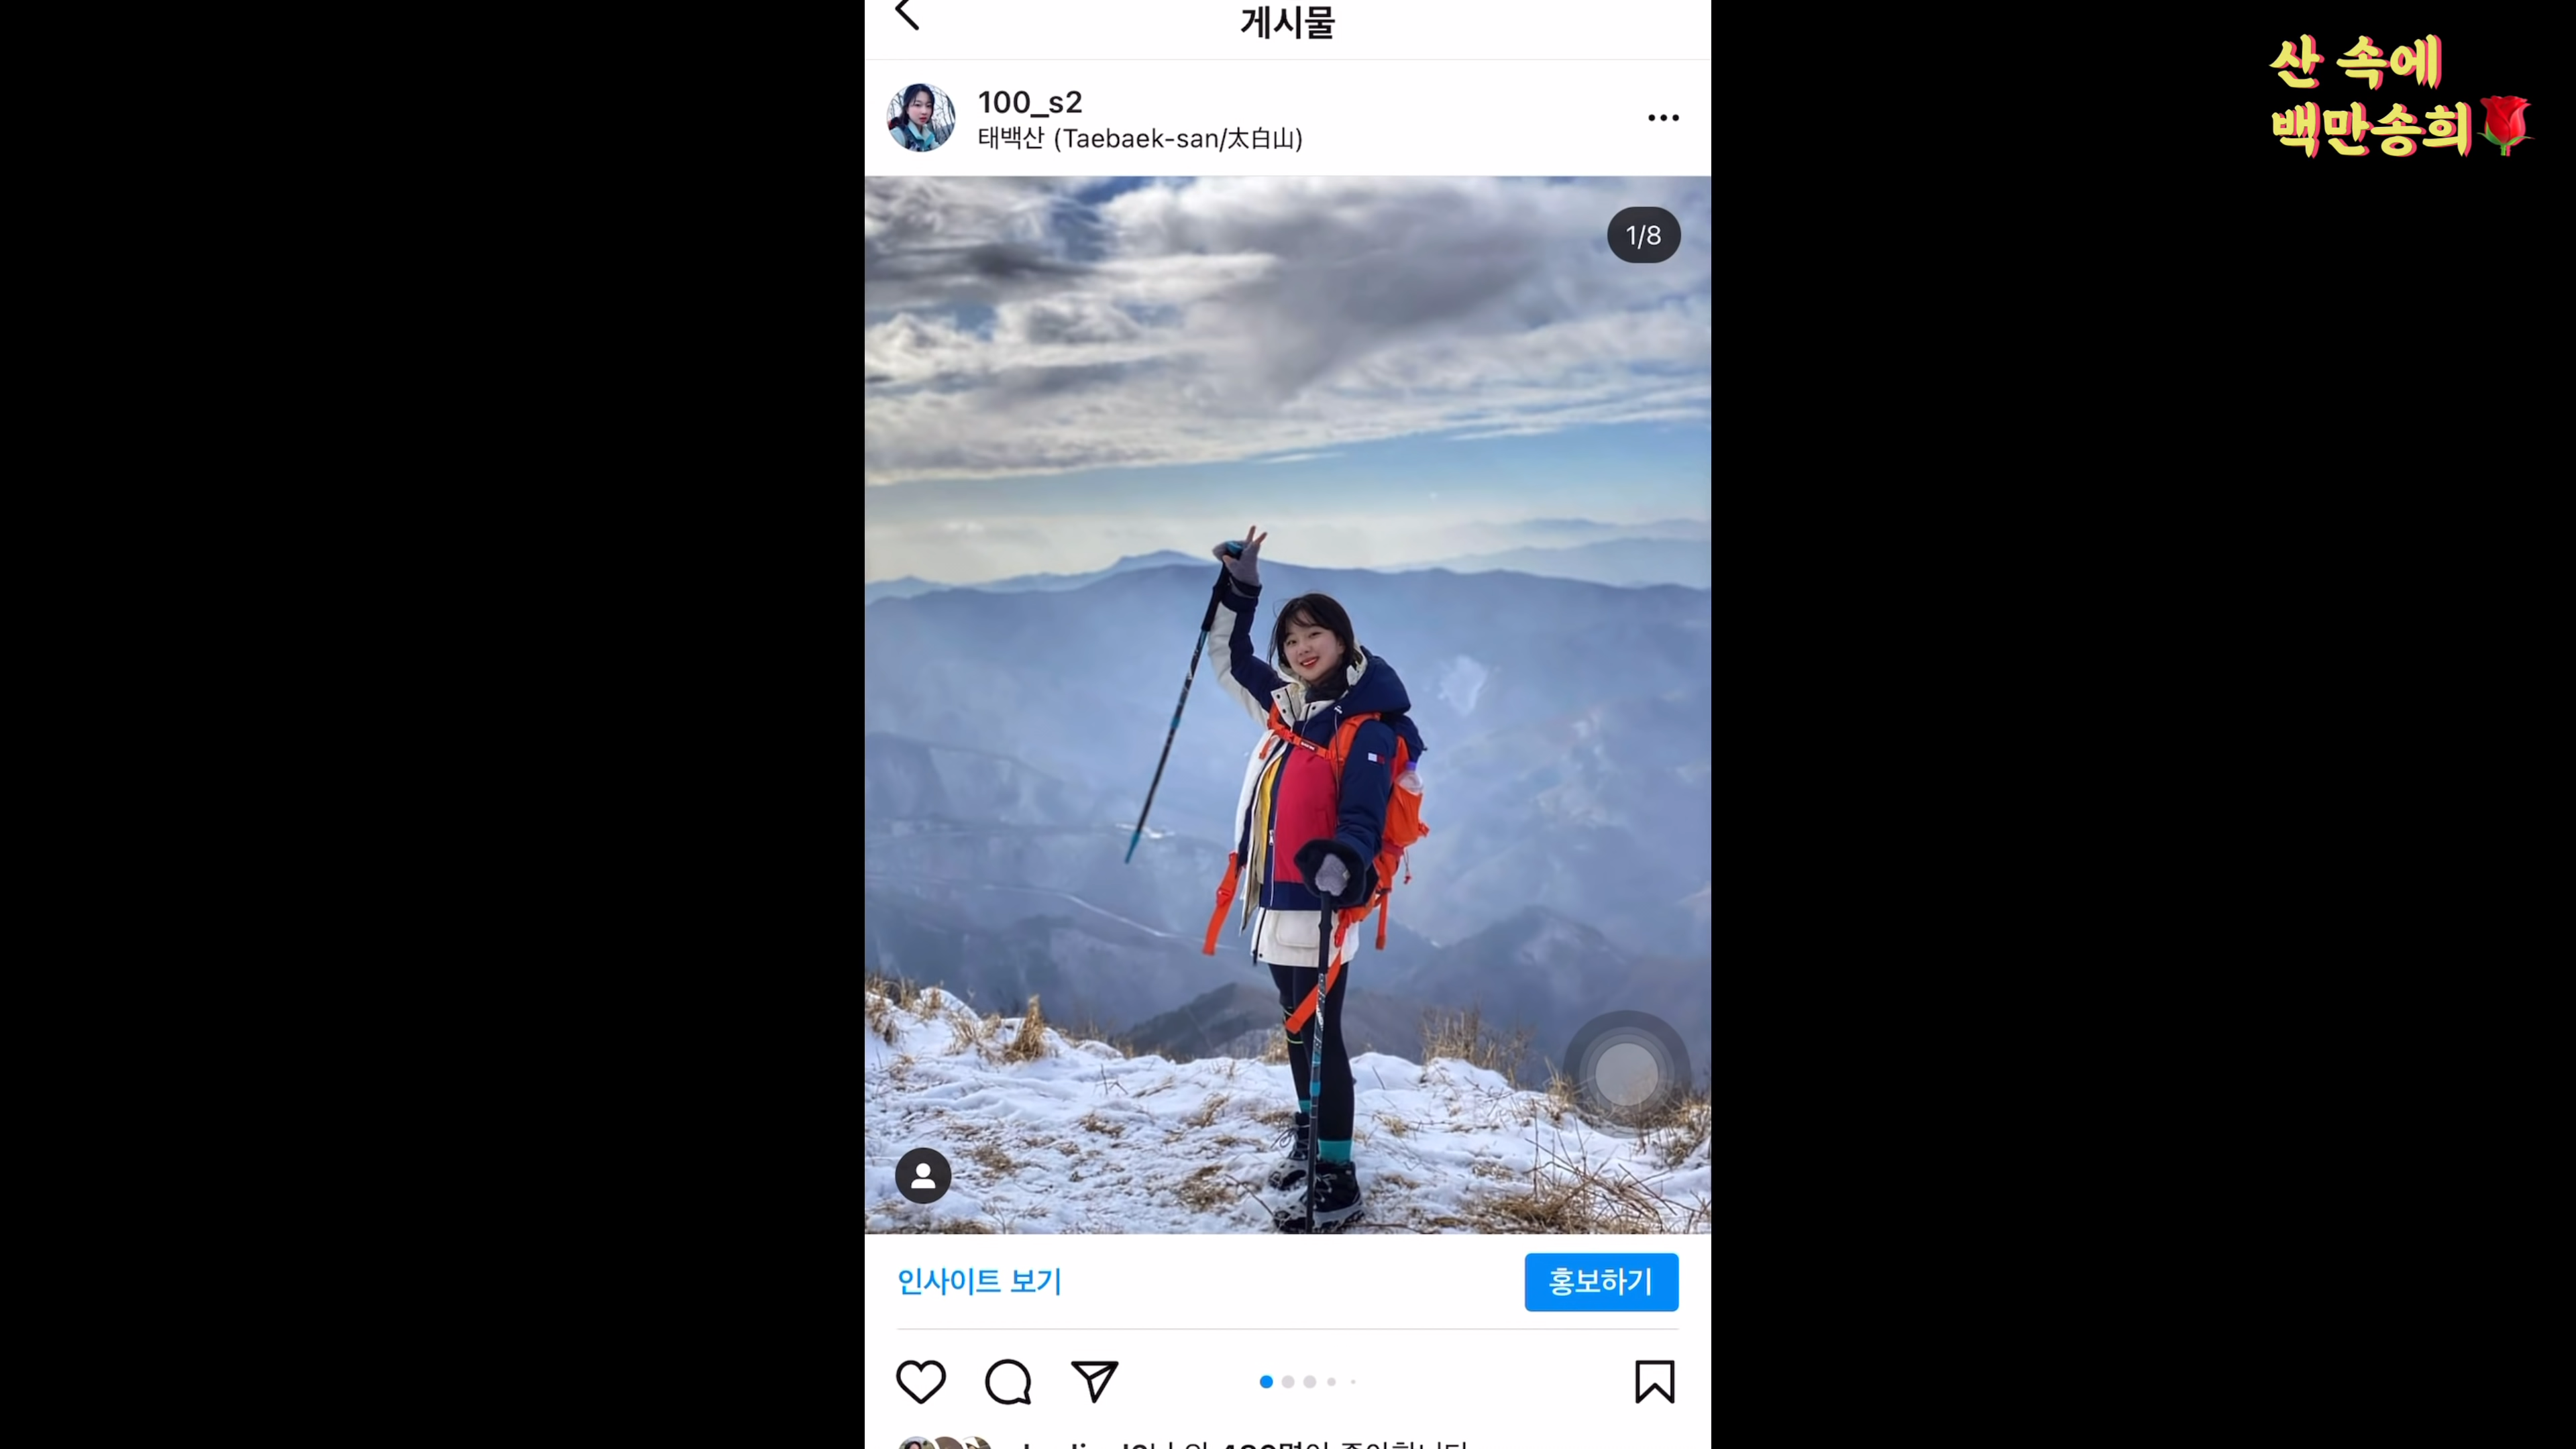 게시물
산 속에
백만송희
100_s2
태백산 (Taebaek-san/太白山)
1/8
인사이트 보기
홍보하기